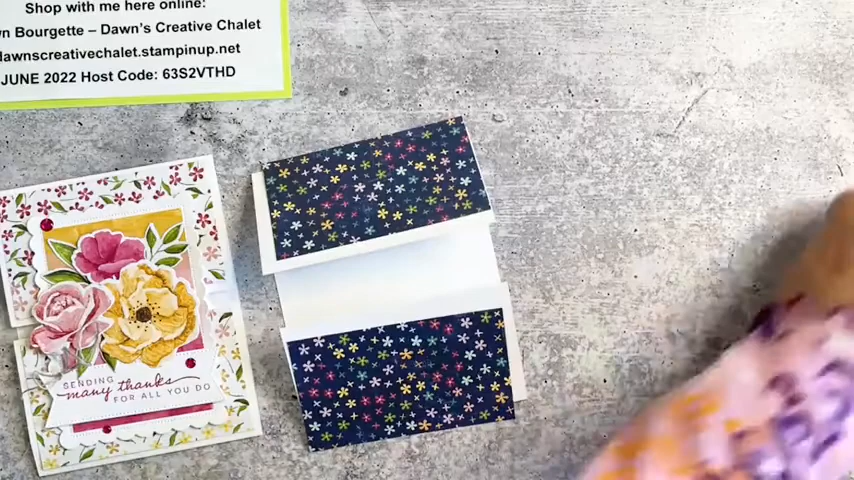 Shop with me here online:
Bourgette – Dawn's Creative Chalet
dawnscreativechalet.stampinup.net
JUNE 2022 Host Code: 63S2VTHD
SENDING
many thanks
FOR ALL YOU DO